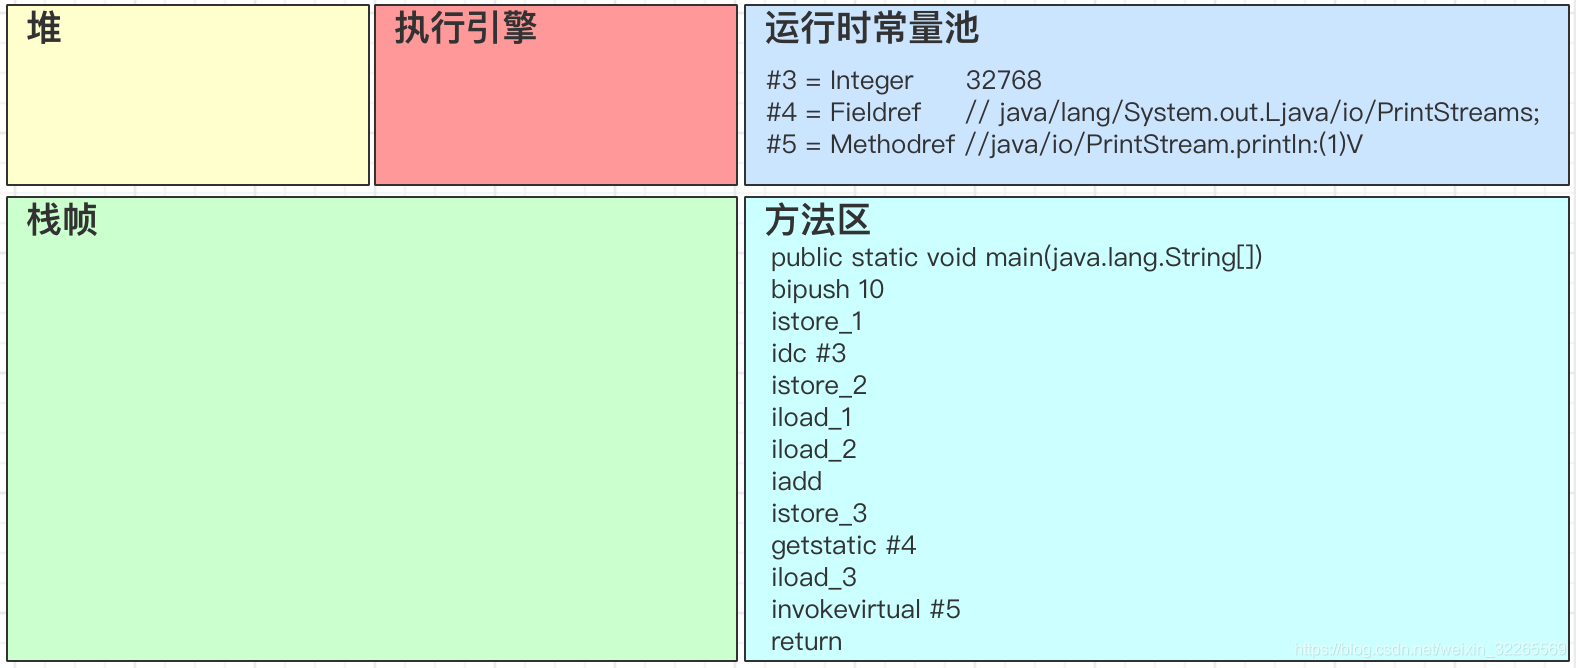 堆
执行引擎
运行时常量池
#3 = Integer 32768
#4 = Fieldref // java/lang/System.out.Ljava/io/PrintStreams;
#5 = Methodref //java/io/PrintStream.println:(1)V
栈帧
方法区
public static void main(java.lang.String[])
bipush 10
istore_1
idc #3
istore_2
iload_1
iload_2
iadd
istore_3
getstatic #4
iload_3
invokevirtual #5
return
https://blog.csdn.net/weixin_32265569